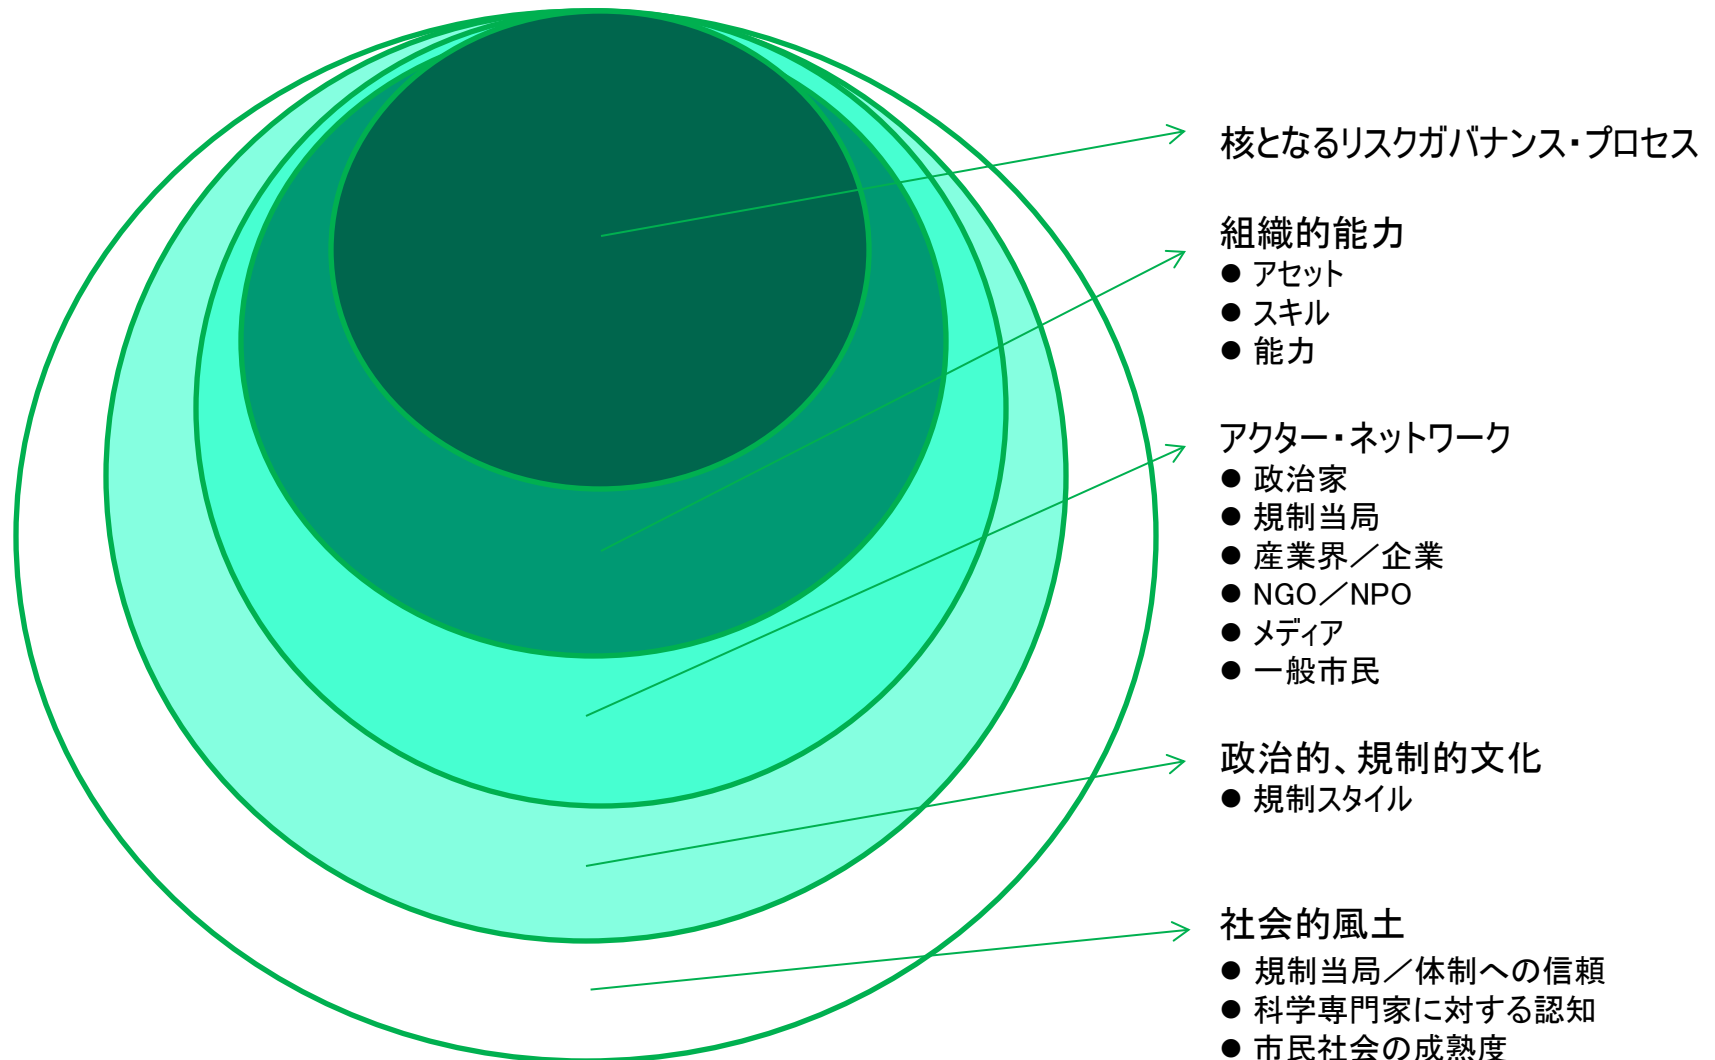 核となるリスクガバナンス・プロセス
組織的能力
● アセット
● スキル
● 能力
アクター・ネットワーク
● 政治家
● 規制当局
● 産業界／企業
● NGO／NPO
● メディア
● 一般市民
政治的、規制的文化
● 規制スタイル
社会的風土
● 規制当局／体制への信頼
● 科学専門家に対する認知
● 市民社会の成熟度